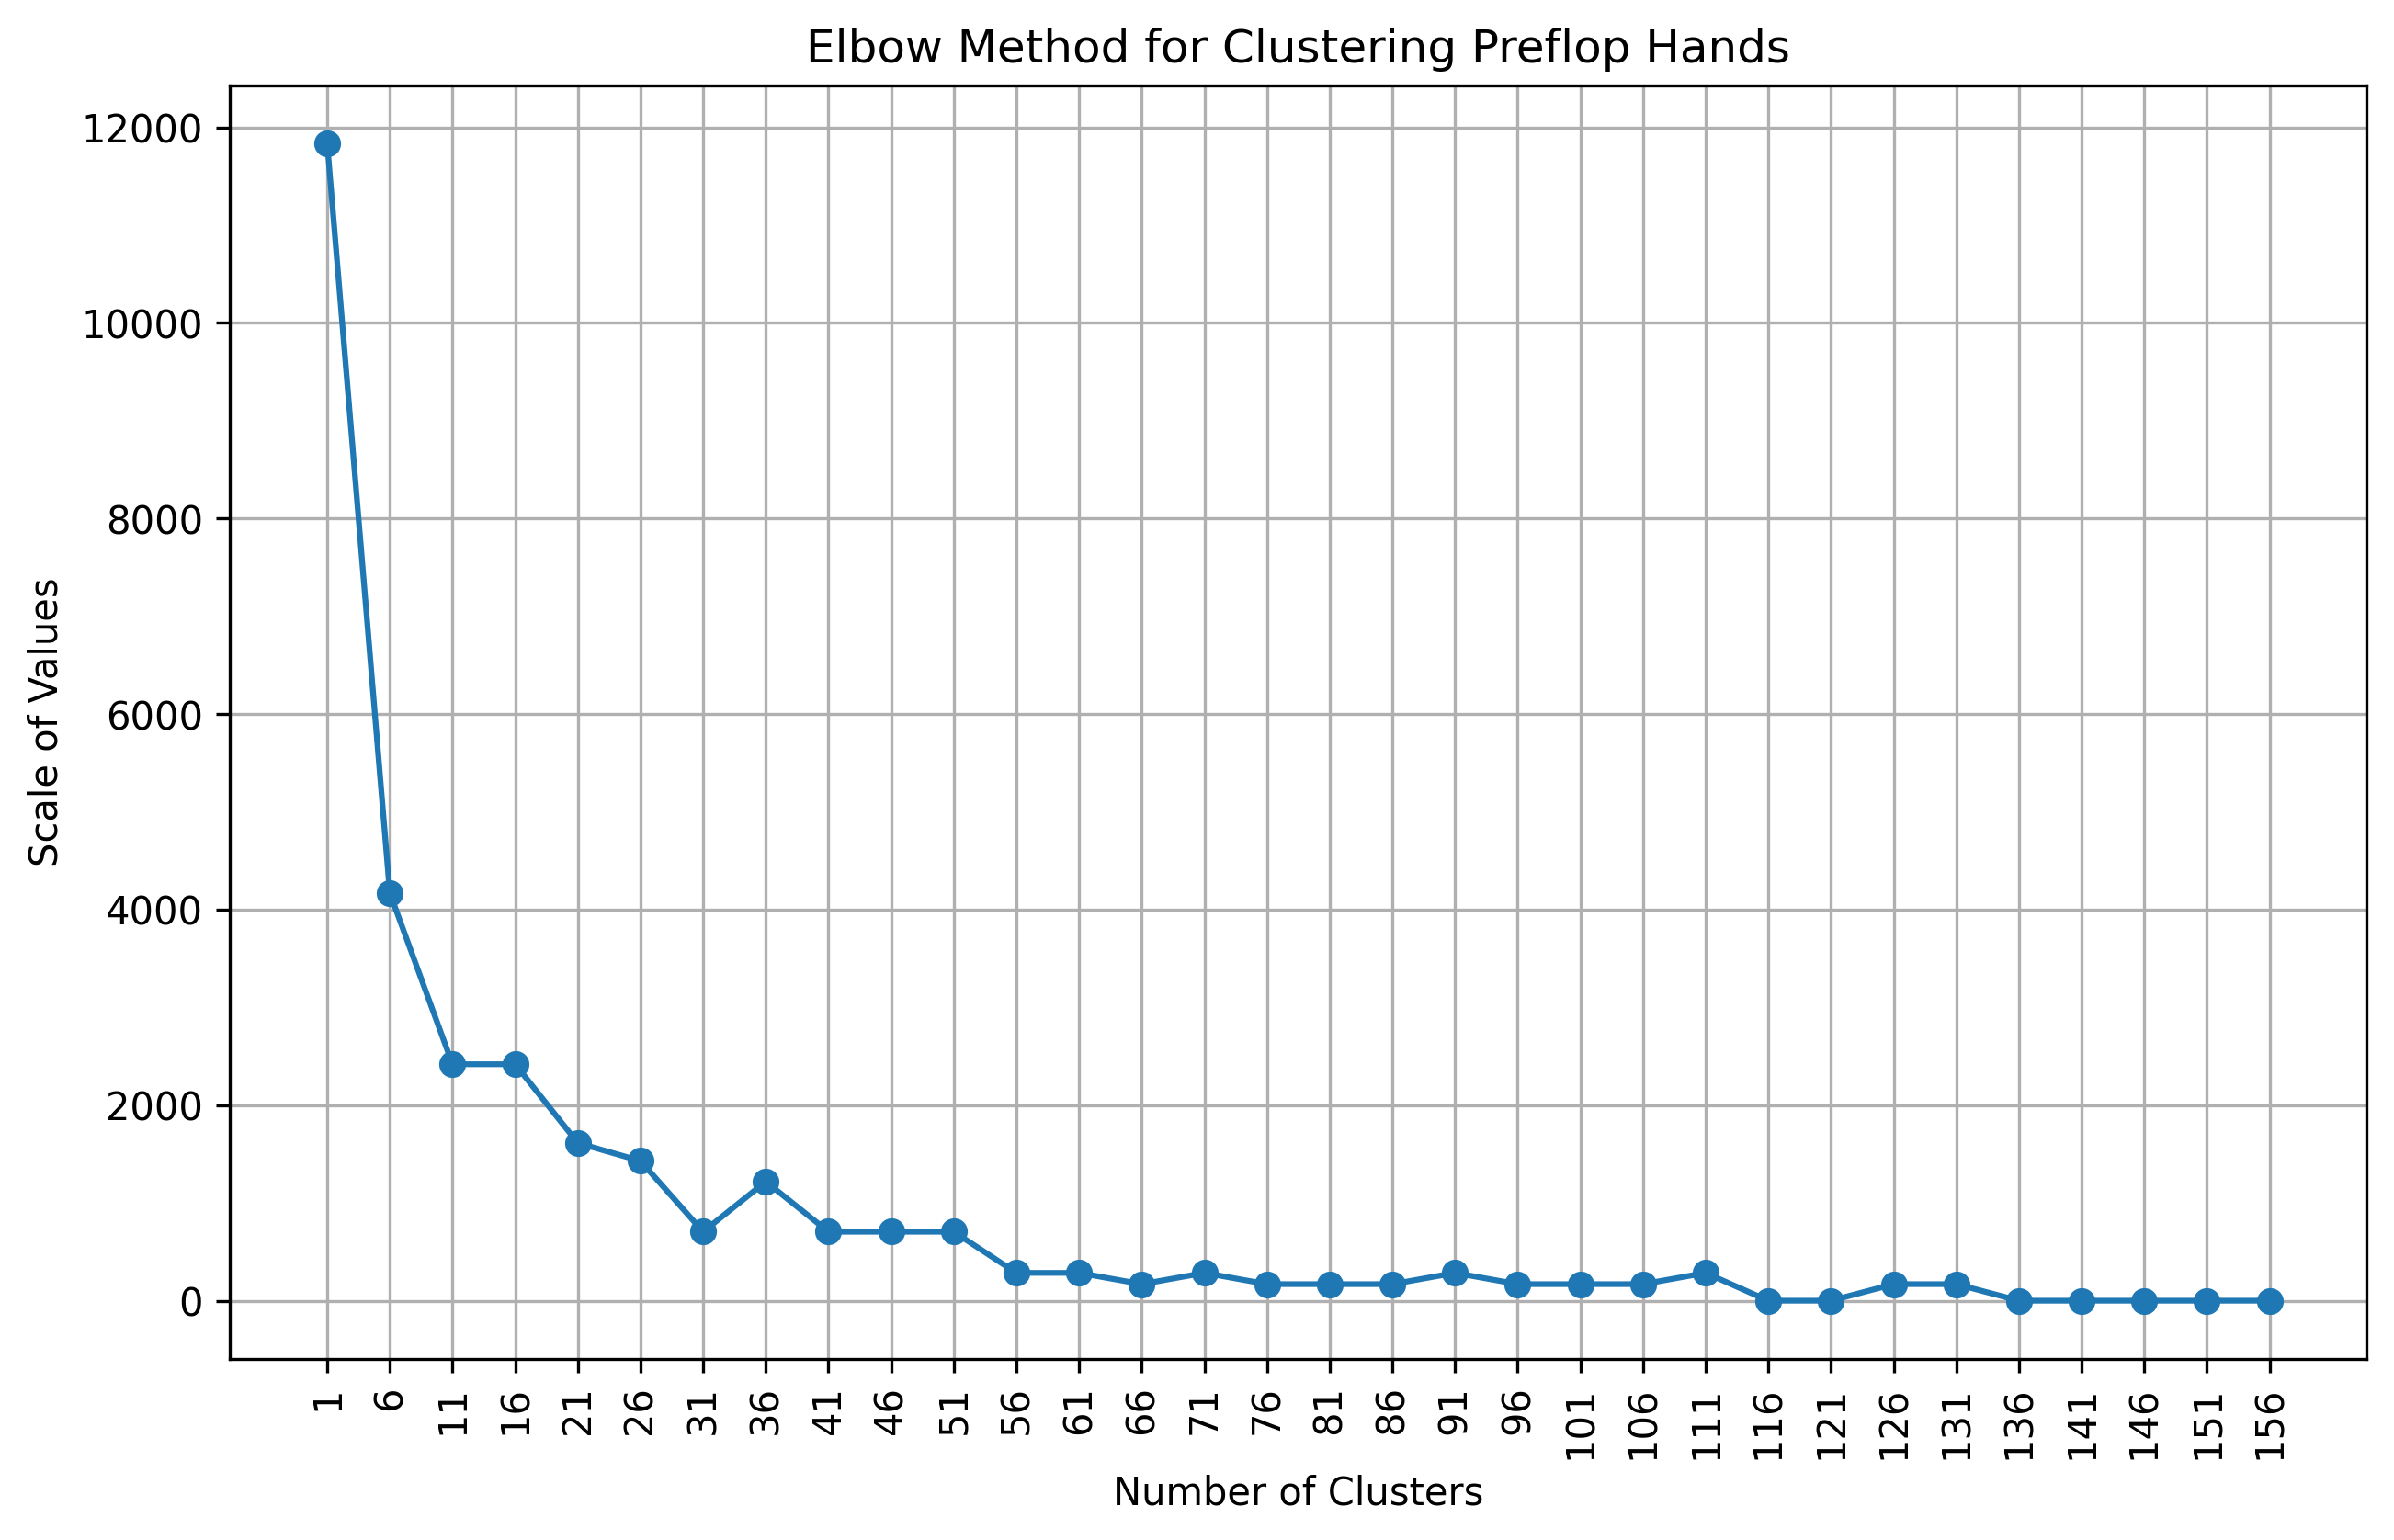 Elbow Method for Clustering Preflop Hands
12000
10000
8000
6000
4000
2000
0
Scale of Values
1 6 11 16 21 26 31 36 41 46 51 56 61 66 71 76 81 86 91 96 101 106 111 116 121 126 131 136 141 146 151 156
Number of Clusters